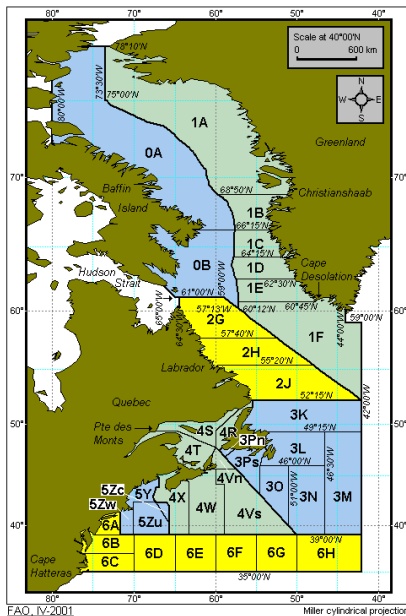 78°10'N
Scale at 40°00'N
0 600 km
73°30'W
75°00'N
80°00'W
N
W E
S
1A
0A
Greenland
70°
70°
Baffin
Island
68°50'N
Christianshaab
1B
66°15'N
1C
64°15'N
Cape
Desolation
1D
0B
Hudson
Strait
59°00'W
62°30'N
1E
61°00'N
60°45'N
60°12'N
60°
60°
57°13'W
65°00'W
64°30'W
2G
59°00'N
44°00'W
57°40'N
1F
2H
55°20'N
Labrador
2J
52°15'N
42°00'W
Quebec
3K
50°
50°
49°15'N
Pte des
Monts
4S
4R
3Pn
3L
4T
3Ps
46°00'N
46°30'W
4Vn
5Zc
5Zw
5Y
4X
4W
4Vs
3O
51°00'W
3N
3M
5Zu
6A
40°
40°
39°00'N
6B
6C
6D
6E
6F
6G
6H
Cape
Hatteras
35°00'N
80° 70° 60° 50° 40°
FAO, IV-2001
Miller cylindrical projection